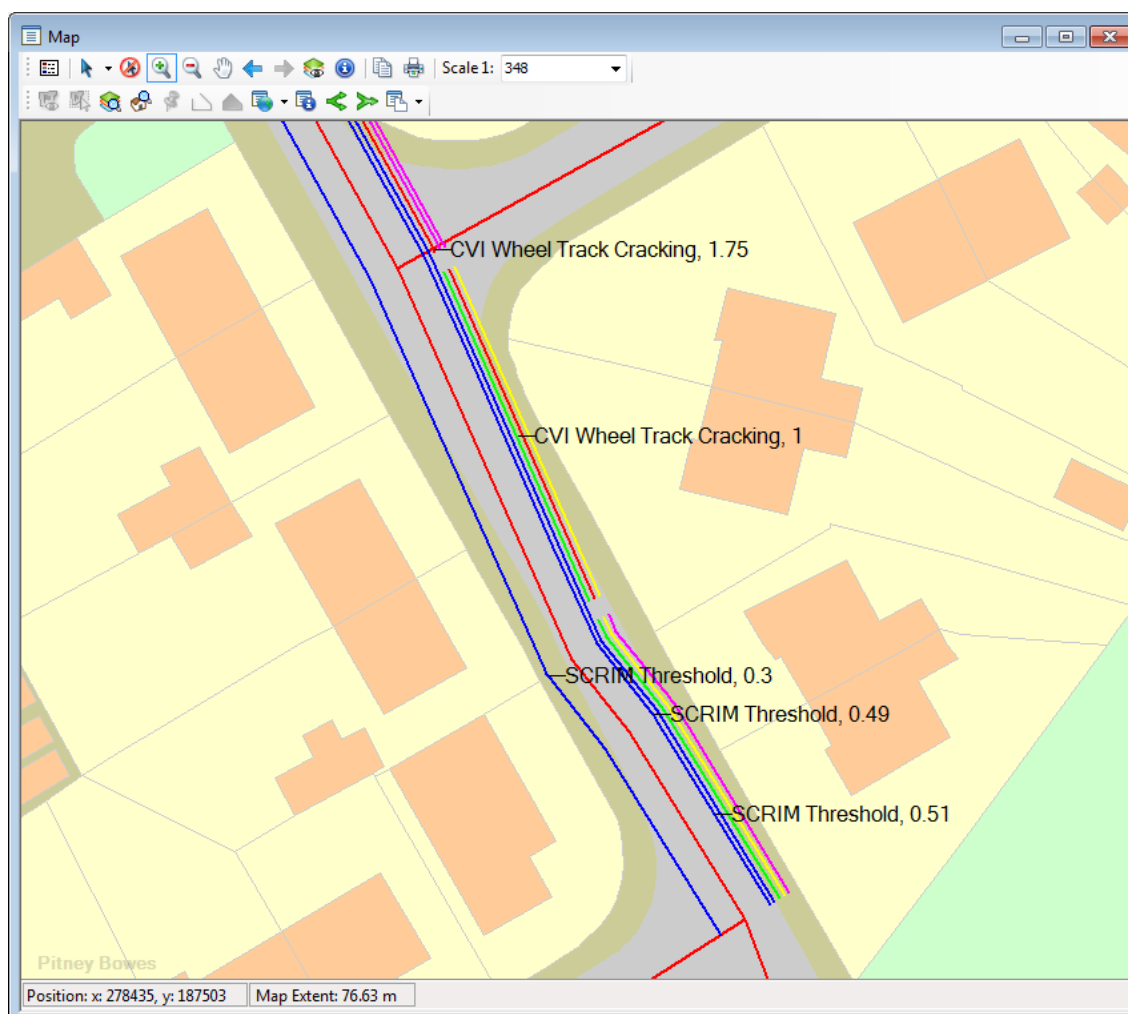 Map
Scale 1: 348
CVI Wheel Track Cracking, 1.75
CVI Wheel Track Cracking, 1
SCRIM Threshold, 0.3
SCRIM Threshold, 0.49
SCRIM Threshold, 0.51
Pitney Bowes
Position: x: 278435, y: 187503 Map Extent: 76.63 m